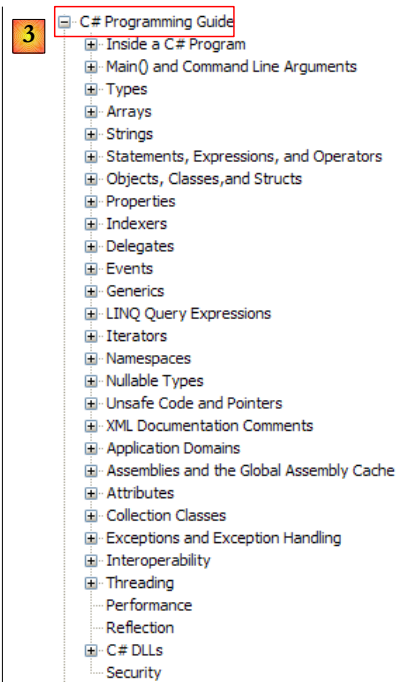 3
C# Programming Guide
Inside a C# Program
Main() and Command Line Arguments
Types
Arrays
Strings
Statements, Expressions, and Operators
Objects, Classes,and Structs
Properties
Indexers
Delegates
Events
Generics
LINQ Query Expressions
Iterators
Namespaces
Nullable Types
Unsafe Code and Pointers
XML Documentation Comments
Application Domains
Assemblies and the Global Assembly Cache
Attributes
Collection Classes
Exceptions and Exception Handling
Interoperability
Threading
Performance
Reflection
C# DLLs
Security